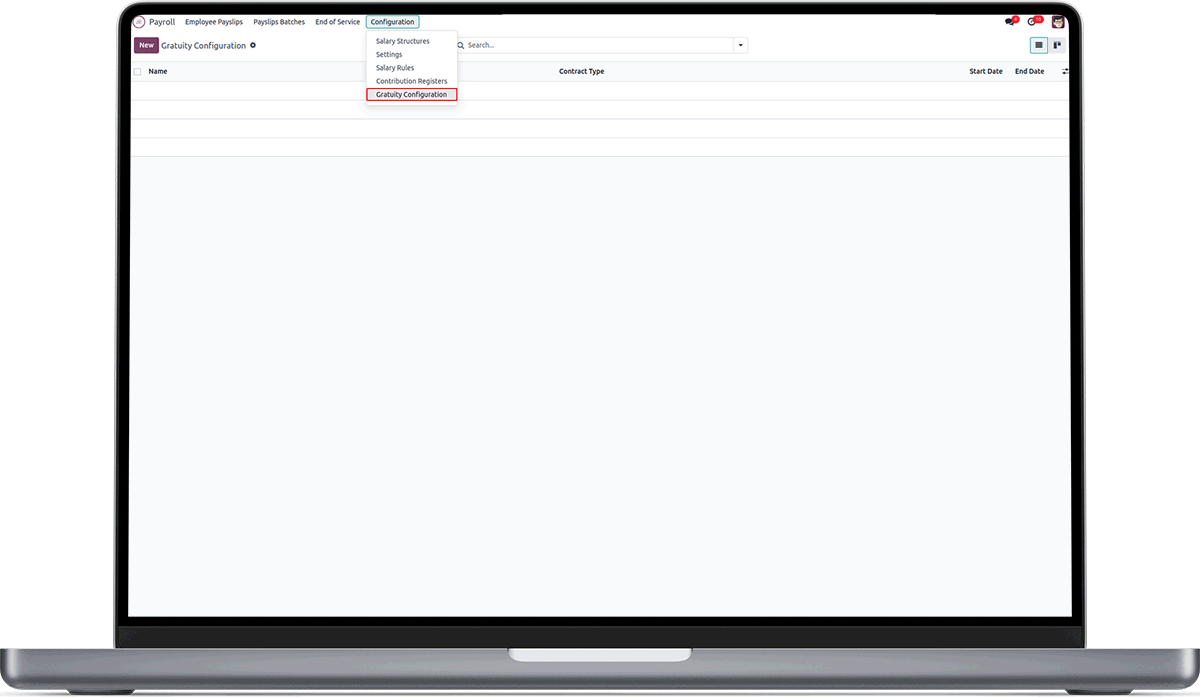 Payroll Employee Payslips Payslips Batches End of Service Configuration
New Gratuity Configuration Search...
Salary Structures
Settings
Salary Rules
Contribution Registers
Gratuity Configuration
Name Contract Type Start Date End Date